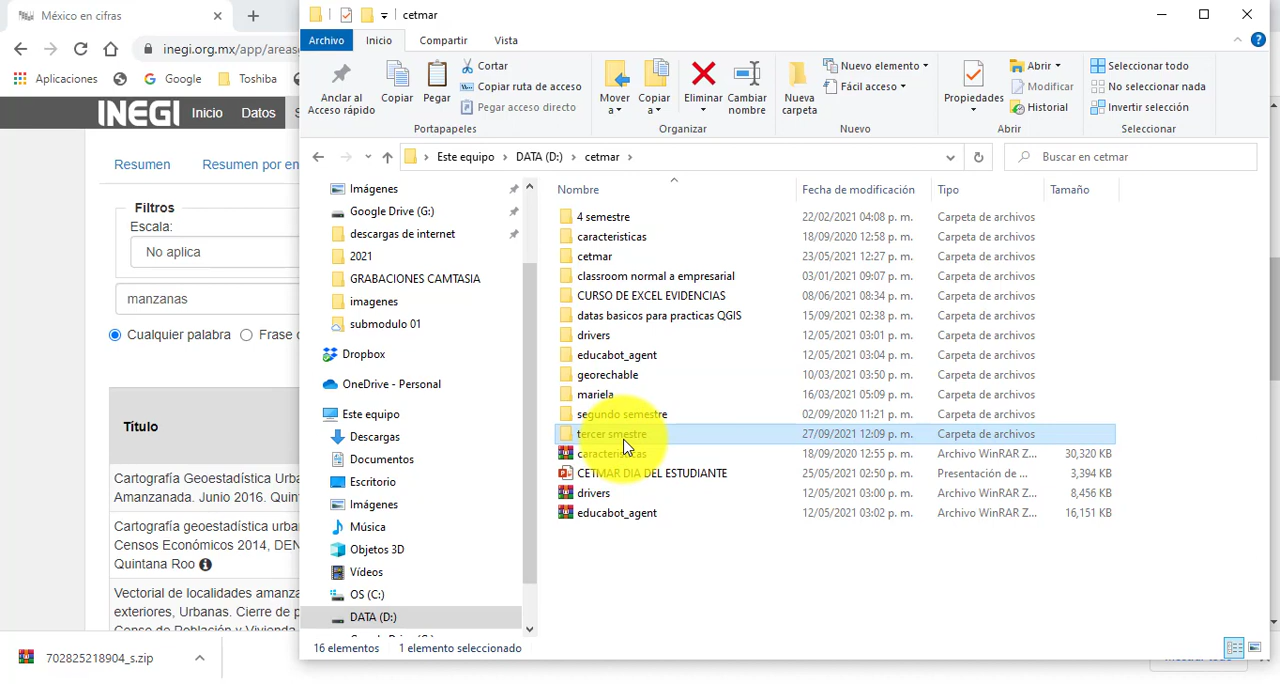 México en cifras
cetmar
Archivo Inicio Compartir Vista
inegi.org.mx/app/areas
Aplicaciones Google Toshiba
INEGI Inicio Datos
Anclar al Acceso rápido
Copiar
Pegar
Cortar
Copiar ruta de acceso
Pegar acceso directo
Portapapeles
Mover a
Copiar a
Eliminar
Cambiar nombre
Organizar
Nueva carpeta
Nuevo elemento
Fácil acceso
Nuevo
Propiedades
Abrir
Modificar
Historial
Abrir
Seleccionar todo
No seleccionar nada
Invertir selección
Seleccionar
Este equipo DATA (D:) cetmar
Buscar en cetmar
Resumen Resumen por en
Filtros
Escala:
No aplica
manzanas
Cualquier palabra Frase
Título
Cartografía Geoestadística Urban
Amanzanada. Junio 2016. Quin
Cartografía geoestadística urba
Censos Económicos 2014, DEN
Quintana Roo
Vectorial de localidades amanza
exteriores, Urbanas. Cierre de p
Censo de Población y Vivienda
Imágenes
Google Drive (G:)
descargas de internet
2021
GRABACIONES CAMTASIA
imagenes
submodulo 01
Dropbox
OneDrive - Personal
Este equipo
Descargas
Documentos
Escritorio
Imágenes
Música
Objetos 3D
Vídeos
OS (C:)
DATA (D:)
Nombre Fecha de modificación Tipo Tamaño
4 semestre 22/02/2021 04:08 p. m. Carpeta de archivos
caracteristicas 18/09/2020 12:58 p. m. Carpeta de archivos
cetmar 23/05/2021 12:27 p. m. Carpeta de archivos
classroom normal a empresarial 03/01/2021 09:07 p. m. Carpeta de archivos
CURSO DE EXCEL EVIDENCIAS 08/06/2021 08:34 p. m. Carpeta de archivos
datas basicos para practicas QGIS 15/09/2021 02:38 p. m. Carpeta de archivos
drivers 12/05/2021 03:01 p. m. Carpeta de archivos
educabot_agent 12/05/2021 03:04 p. m. Carpeta de archivos
georechable 10/03/2021 03:50 p. m. Carpeta de archivos
mariela 16/03/2021 05:09 p. m. Carpeta de archivos
segundo semestre 02/09/2020 11:21 p. m. Carpeta de archivos
tercer smestre 27/09/2021 12:09 p. m. Carpeta de archivos
caracteristicas 18/09/2020 12:55 p. m. Archivo WinRAR Z... 30,320 KB
CETMAR DIA DEL ESTUDIANTE 25/05/2021 02:50 p. m. Presentación de ... 3,394 KB
drivers 12/05/2021 03:00 p. m. Archivo WinRAR Z... 8,456 KB
educabot_agent 12/05/2021 03:02 p. m. Archivo WinRAR Z... 16,151 KB
16 elementos 1 elemento seleccionado
702825218904_s.zip